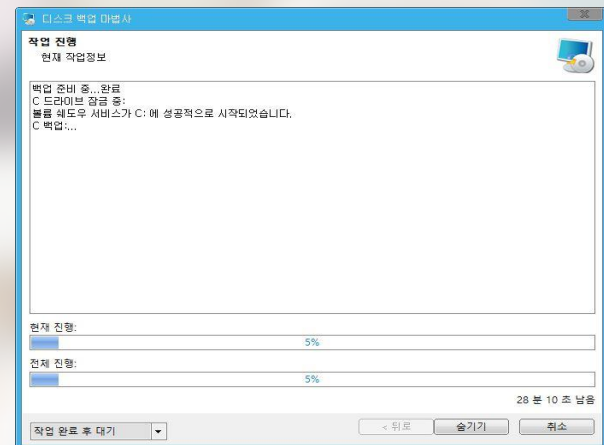 디스크 백업 마법사
작업 진행
현재 작업정보
백업 준비 중...완료
C 드라이브 잠금 중:
볼륨 쉐도우 서비스가 C: 에 성공적으로 시작되었습니다.
C 백업:...
현재 진행:
5%
전체 진행:
5%
28 분 10 초 남음
작업 완료 후 대기
< 뒤로
숨기기
취소